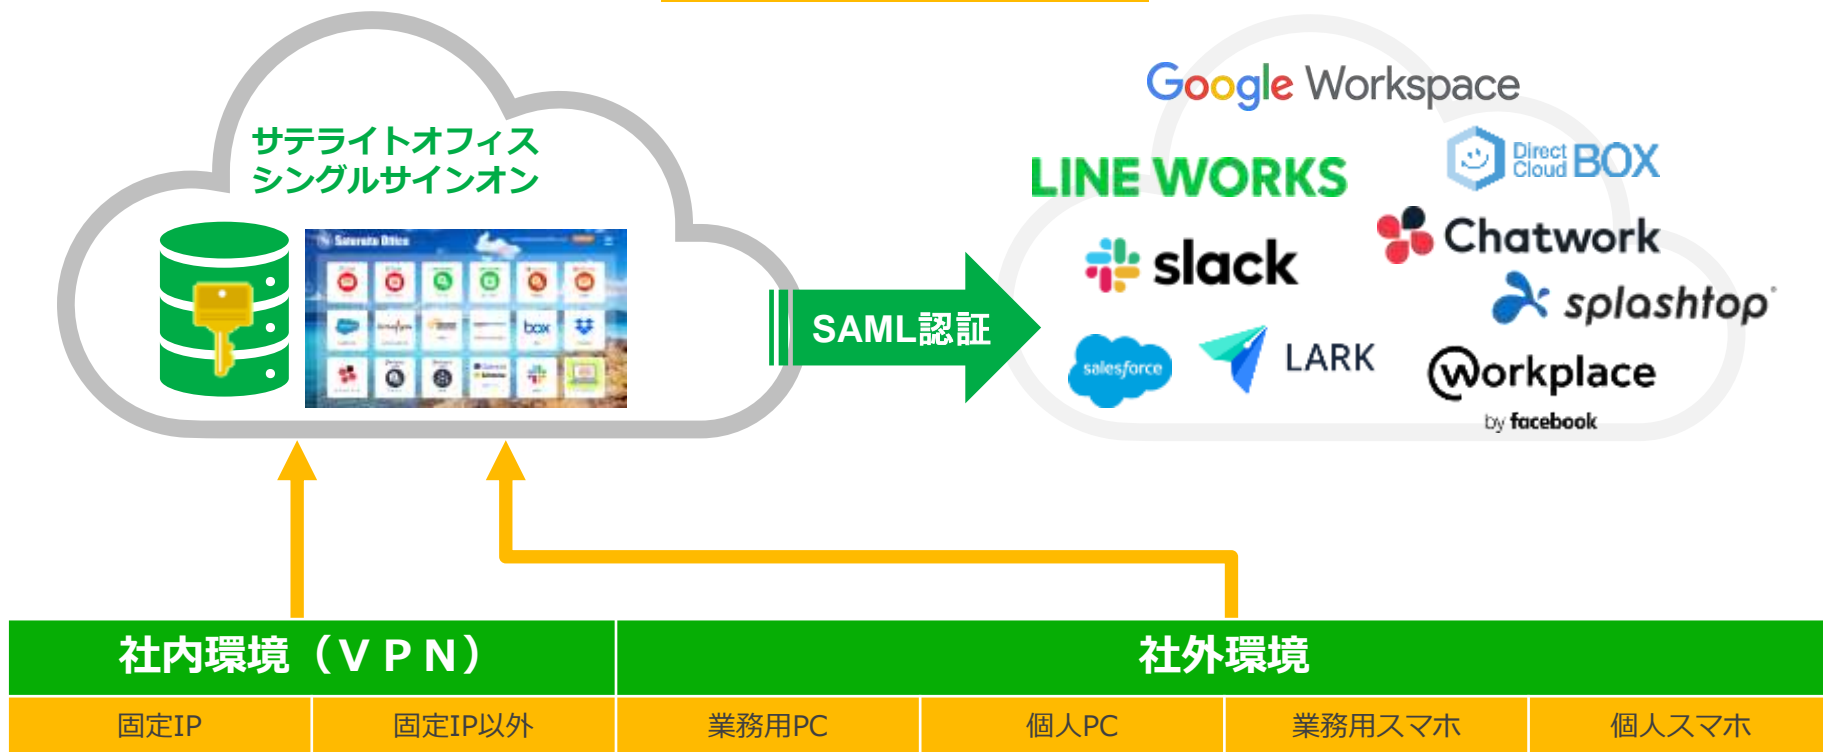 サテライトオフィス
シングルサインオン
Sateraito Office
box
SAML認証
Google Workspace
LINE WORKS
Direct Cloud BOX
slack
Chatwork
splashtop
salesforce
LARK
Workplace
by facebook
社内環境（ＶＰＮ）
社外環境
固定IP
固定IP以外
業務用PC
個人PC
業務用スマホ
個人スマホ